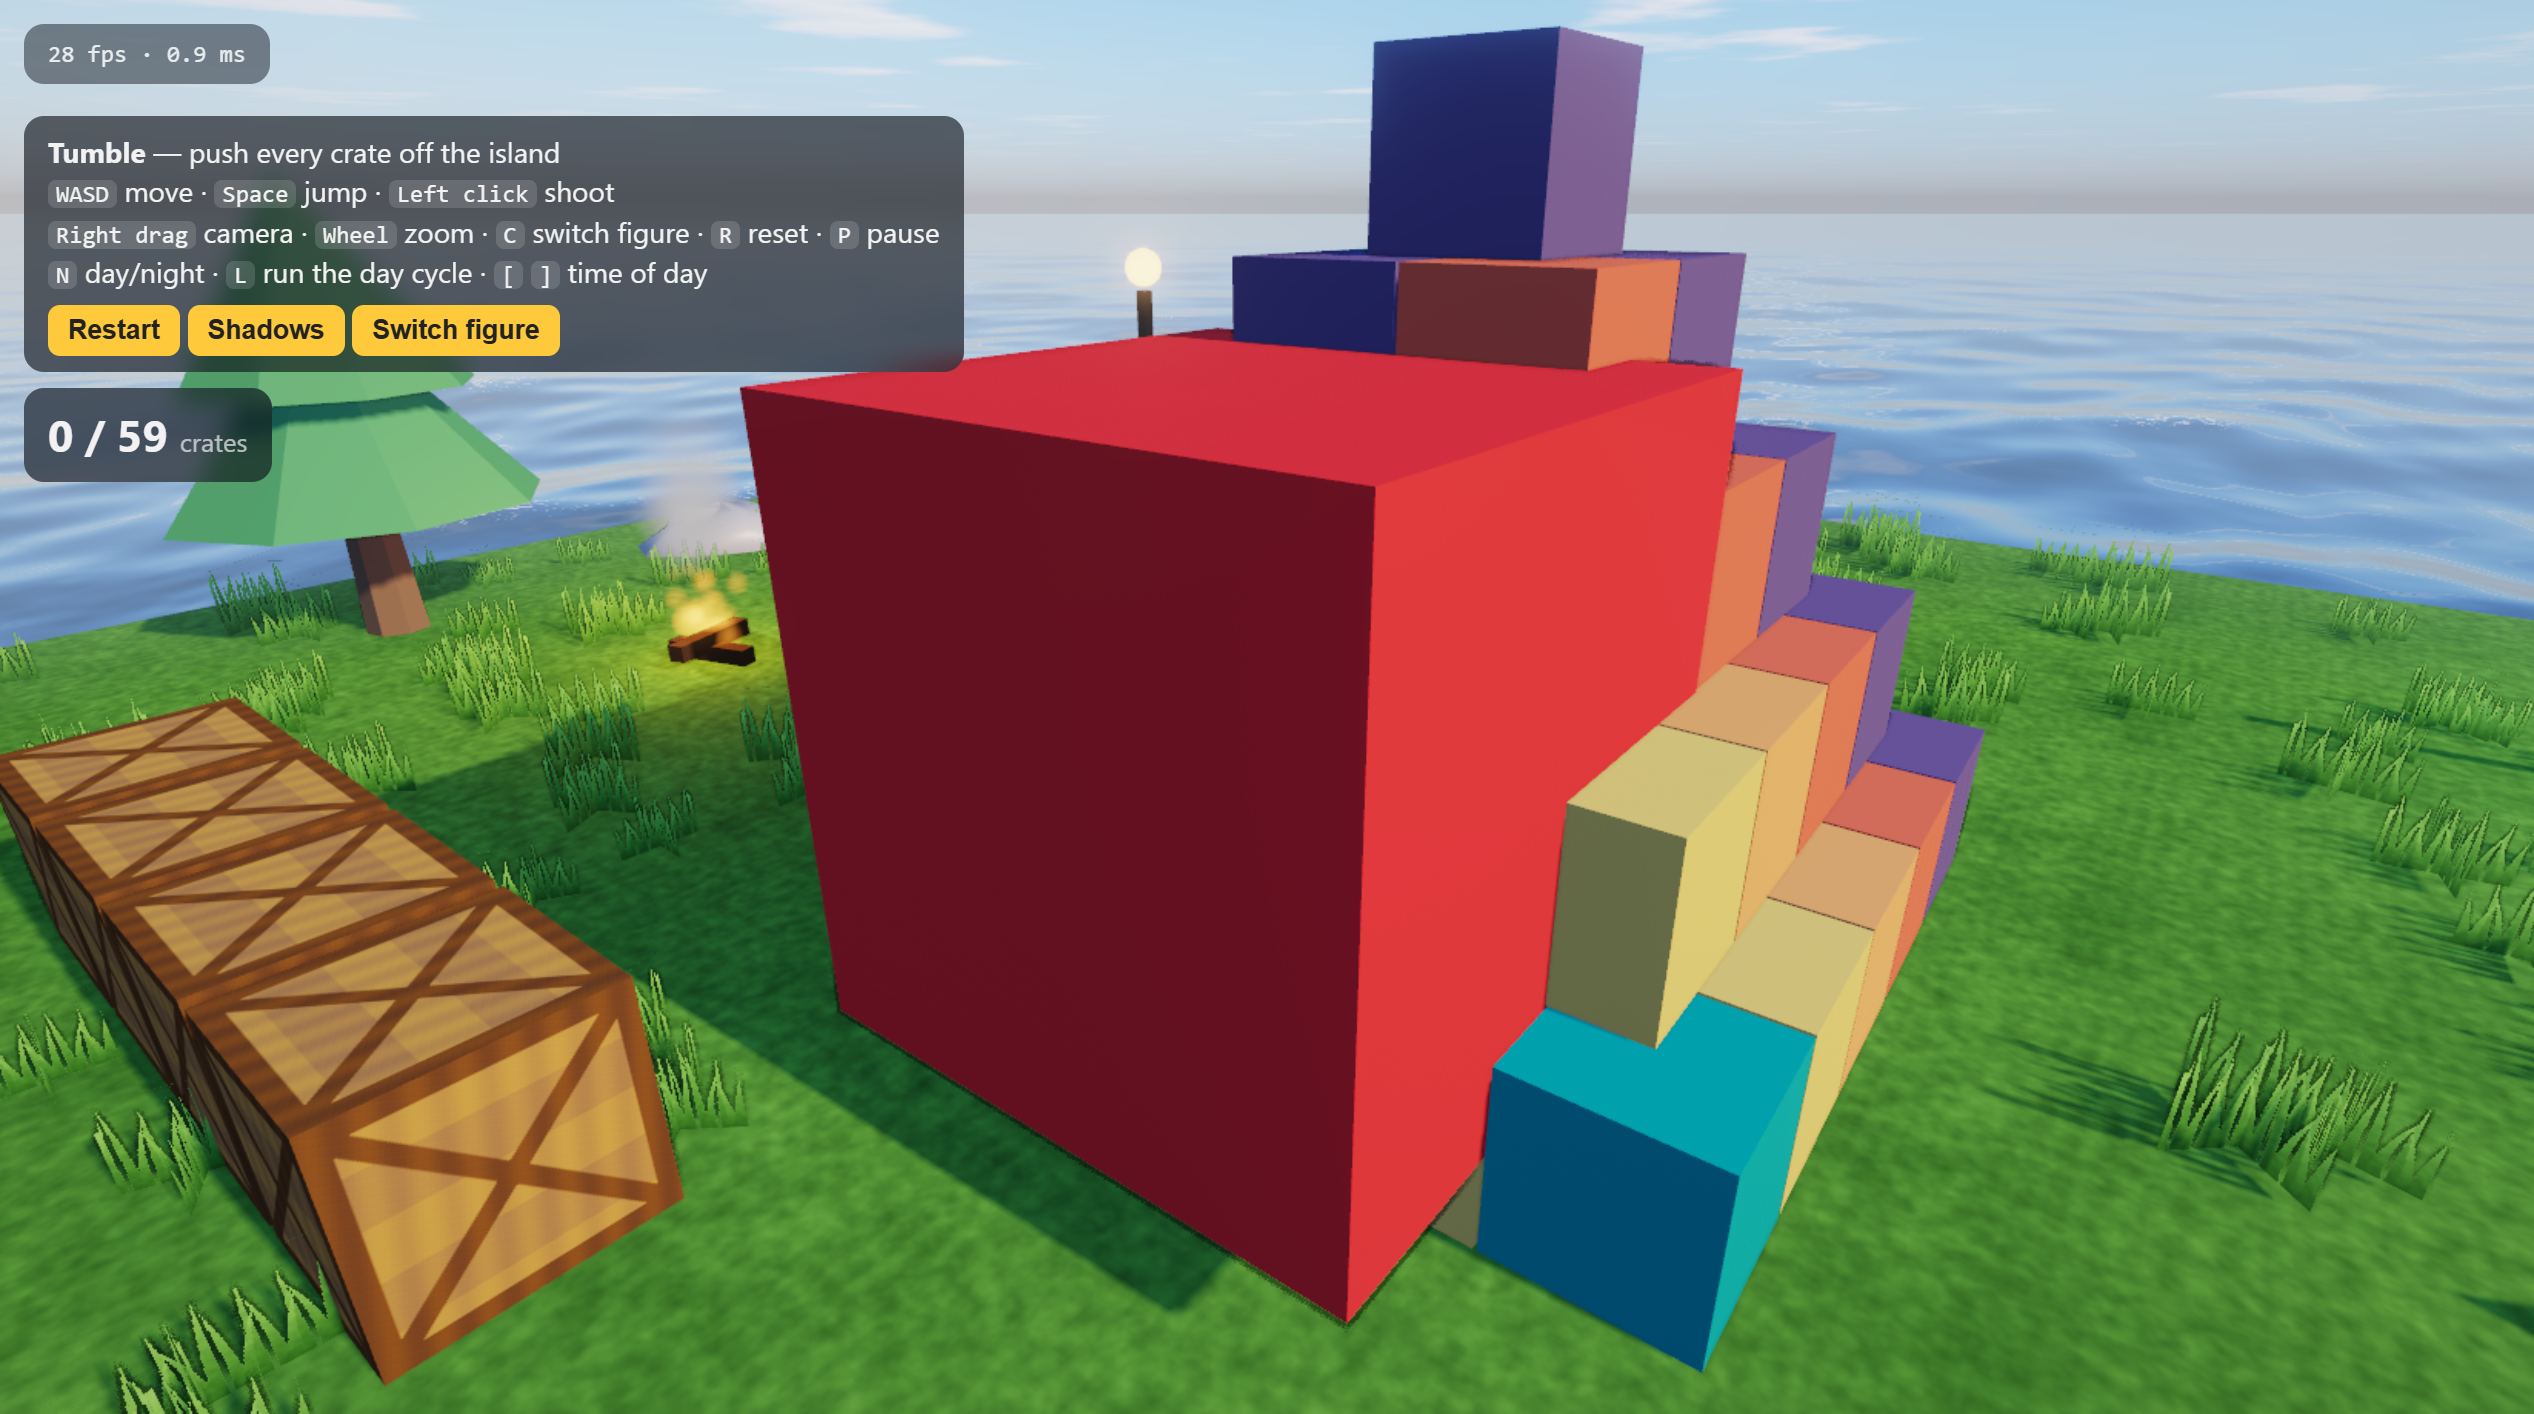 28 fps · 0.9 ms
Tumble — push every crate off the island
WASD move · Space jump · Left click shoot
Right drag camera · Wheel zoom · C switch figure · R reset · P pause
N day/night · L run the day cycle · [ ] time of day
Restart Shadows Switch figure
0 / 59 crates